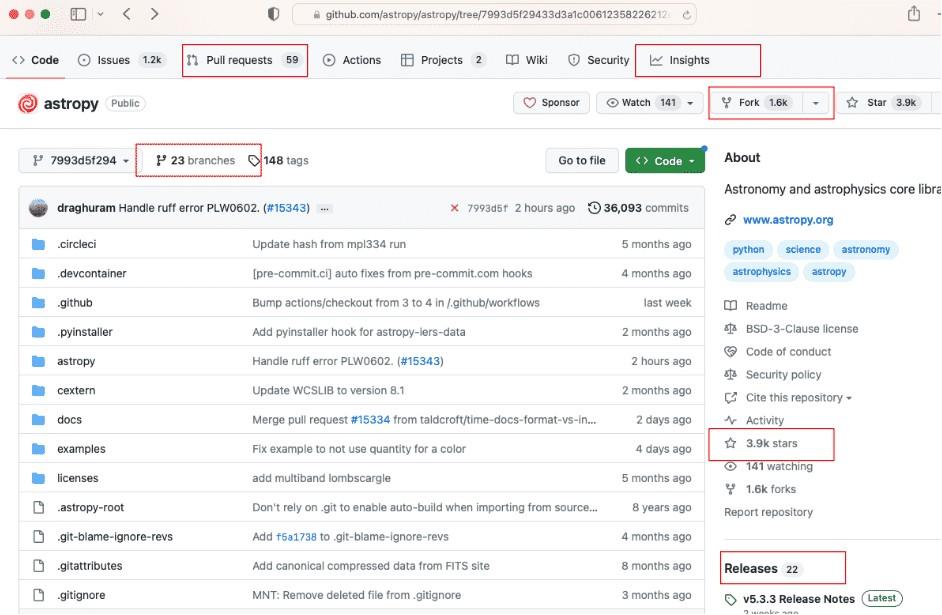 github.com/astropy/astropy/tree/7993d5f29433d3a1c00612358226212
Code Issues 1.2k Pull requests 59 Actions Projects 2 Wiki Security Insights
astropy Public Sponsor Watch 141 Fork 1.6k Star 3.9k
7993d5f294 23 branches 148 tags Go to file Code
About
Astronomy and astrophysics core libra
draghuram Handle ruff error PLW0602. (#15343) ... 7993d5f 2 hours ago 36,093 commits
www.astropy.org
.circleci Update hash from mpl334 run 5 months ago
python science astronomy
.devcontainer [pre-commit.ci] auto fixes from pre-commit.com hooks 4 months ago
astrophysics astropy
.github Bump actions/checkout from 3 to 4 in /.github/workflows last week
Readme
.pyinstaller Add pyinstaller hook for astropy-iers-data 2 months ago
BSD-3-Clause license
astropy Handle ruff error PLW0602. (#15343) 2 hours ago
Code of conduct
cextern Update WCSLIB to version 8.1 2 months ago
Security policy
Cite this repository
docs Merge pull request #15334 from taldcroft/time-docs-format-vs-in... 2 days ago
Activity
examples Fix example to not use quantity for a color 4 days ago
3.9k stars
licenses add multiband lombscargle 5 months ago
141 watching
1.6k forks
.astropy-root Don't rely on .git to enable auto-build when importing from source... 8 years ago
Report repository
.git-blame-ignore-revs Add f5a1738 to .git-blame-ignore-revs 4 months ago
.gitattributes Add canonical compressed data from FITS site 8 months ago
Releases 22
.gitignore MNT: Remove deleted file from .gitignore 3 months ago
v5.3.3 Release Notes Latest
2 weeks ago